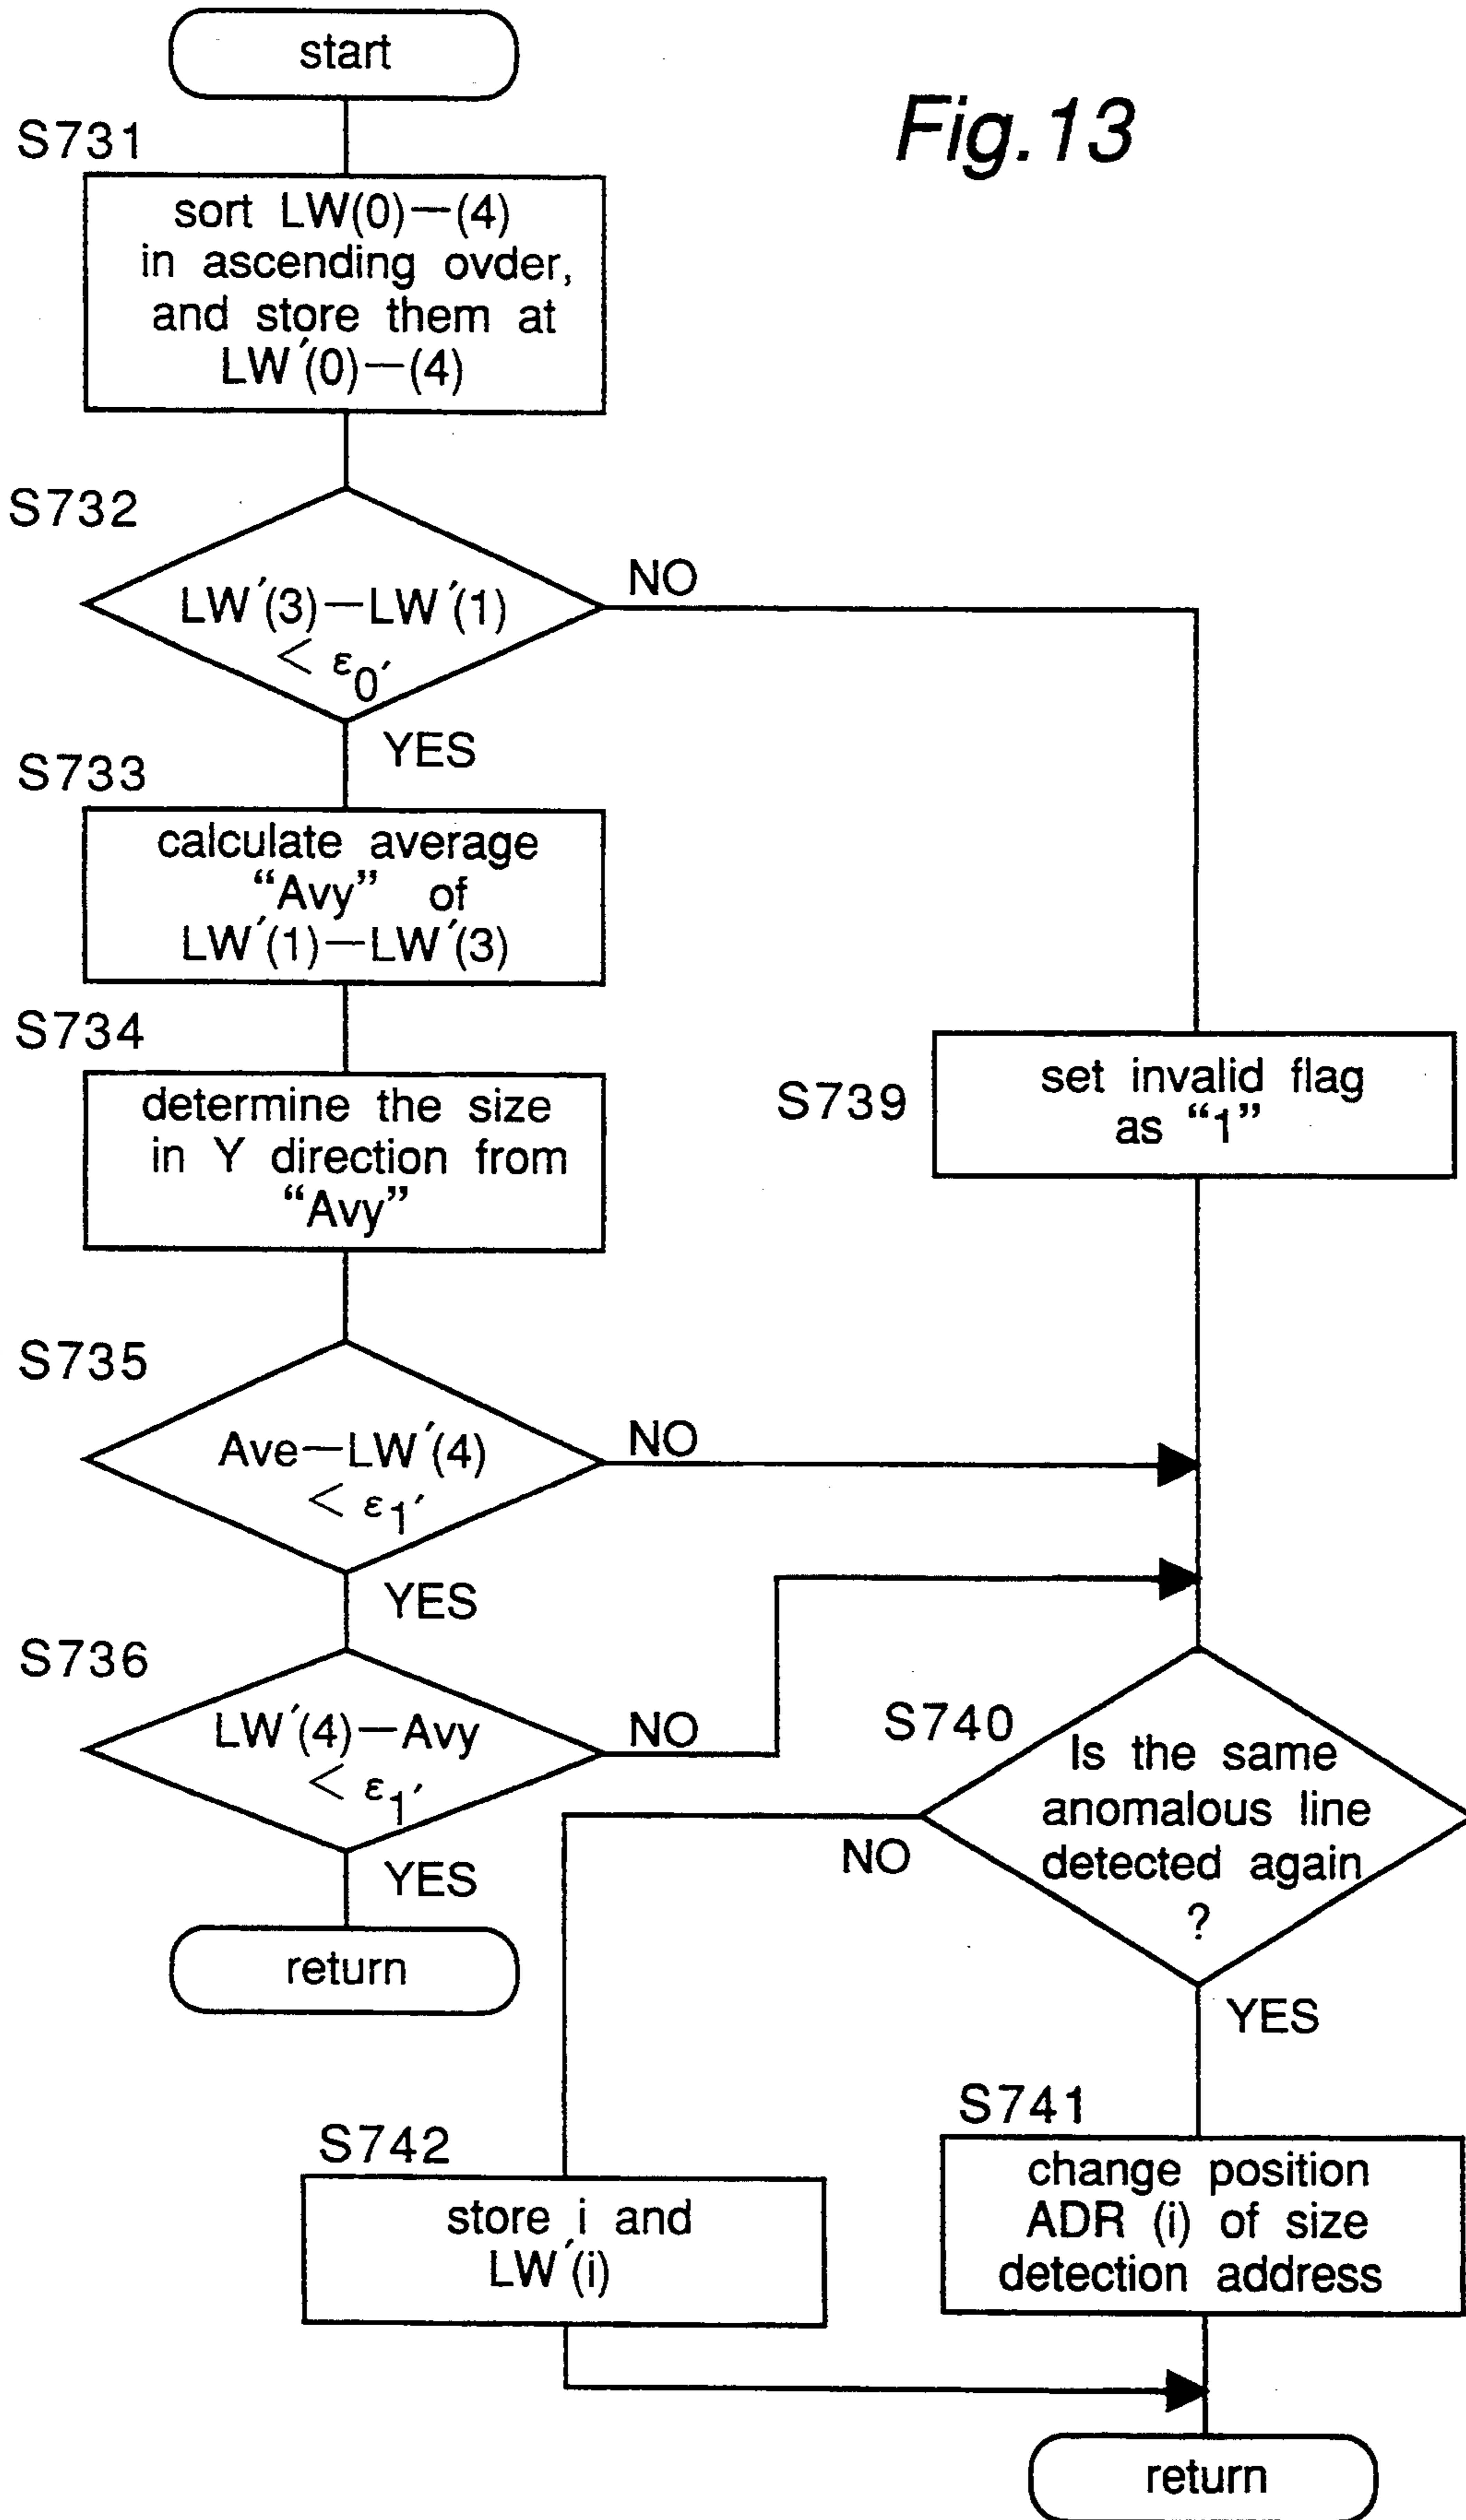 start
Fig.13
S731
sort LW(0)—(4)
in ascending ovder,
and store them at
LW′(0)—(4)
S732
LW′(3)—LW′(1)
< ε0′
NO
YES
S733
calculate average
“Avy” of
LW′(1)—LW′(3)
S734
determine the size
in Y direction from
“Avy”
S739
set invalid flag
as “1”
S735
Ave—LW′(4)
< ε1′
NO
YES
S736
LW′(4)—Avy
< ε1′
NO
YES
return
S740
Is the same
anomalous line
detected again
?
NO
YES
S741
change position
ADR (i) of size
detection address
S742
store i and
LW′(i)
return